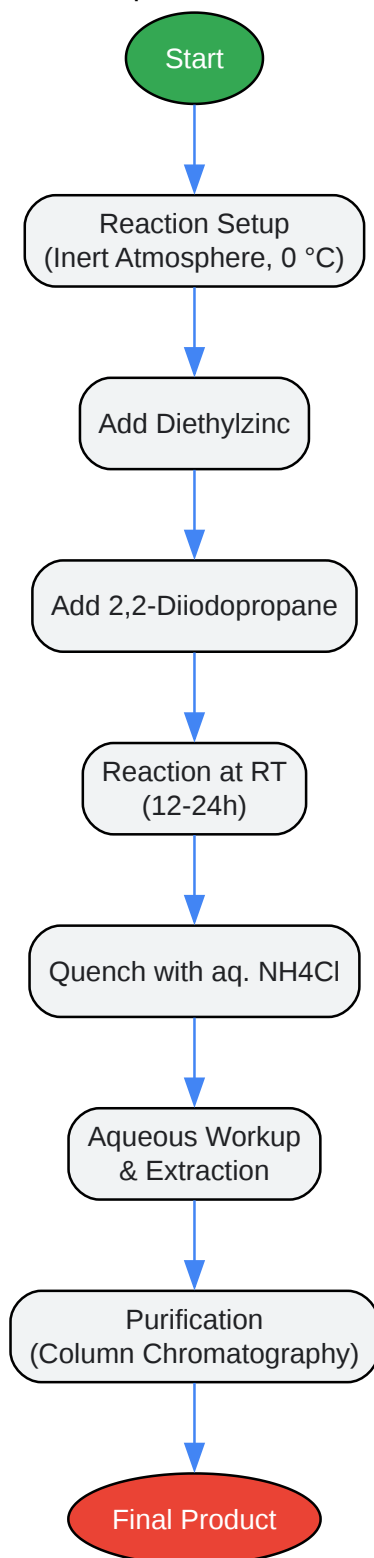 Start
Reaction Setup
(Inert Atmosphere, 0 °C)
Add Diethylzinc
Add 2,2-Diiodopropane
Reaction at RT
(12-24h)
Quench with aq. NH4Cl
Aqueous Workup
& Extraction
Purification
(Column Chromatography)
Final Product